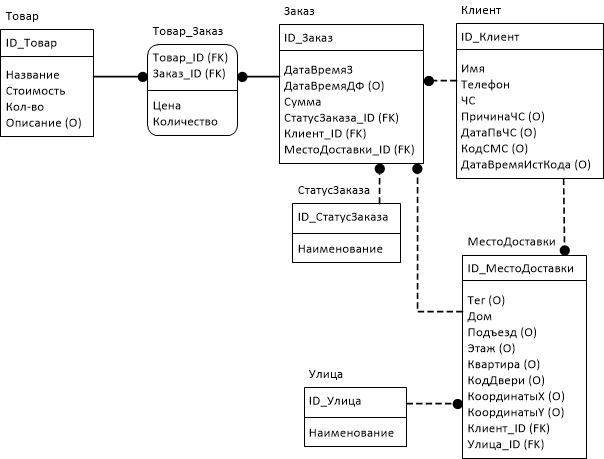 Товар
ID_Товар
Название
Стоимость
Кол-во
Описание (О)
Товар_Заказ
Товар_ID (FK)
Заказ_ID (FK)
Цена
Количество
Заказ
ID_Заказ
ДатаВремяЗ
ДатаВремяДФ (О)
Сумма
СтатусЗаказа_ID (FK)
Клиент_ID (FK)
МестоДоставки_ID (FK)
Клиент
ID_Клиент
Имя
Телефон
ЧС
ПричинаЧС (О)
ДатаПвЧС (О)
КодСМС (О)
ДатаВремяИстКода (О)
СтатусЗаказа
ID_СтатусЗаказа
Наименование
МестоДоставки
ID_МестоДоставки
Тег (О)
Дом
Подъезд (О)
Этаж (О)
Квартира (О)
КодДвери (О)
КоординатыX (О)
КоординатыY (О)
Клиент_ID (FK)
Улица_ID (FK)
Улица
ID_Улица
Наименование